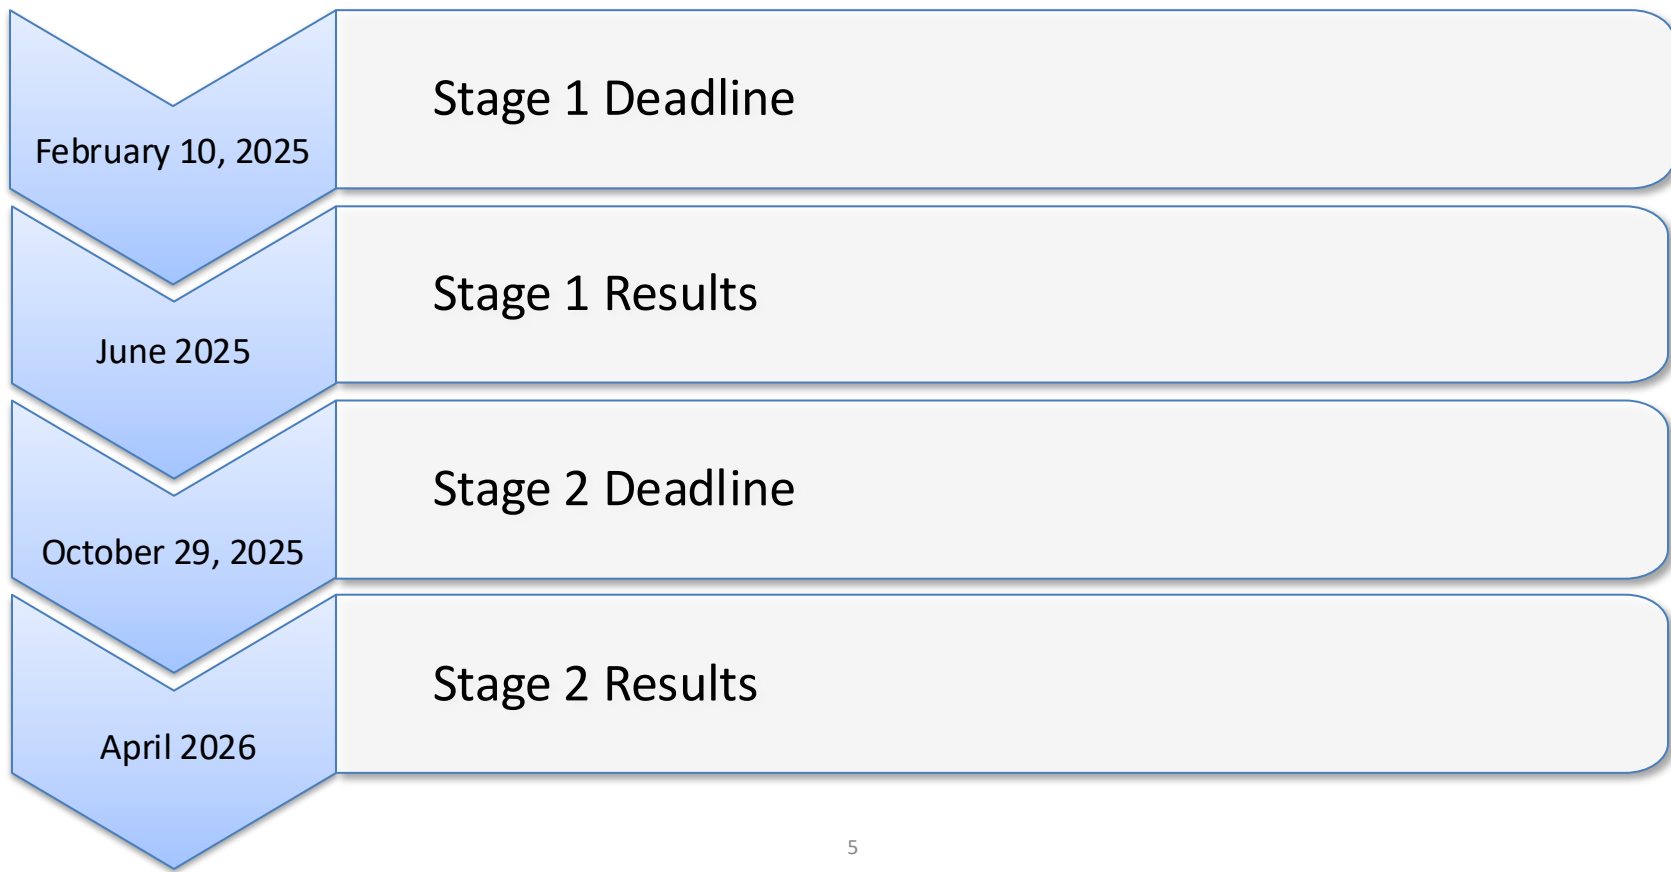 February 10, 2025
Stage 1 Deadline
June 2025
Stage 1 Results
October 29, 2025
Stage 2 Deadline
April 2026
Stage 2 Results
5